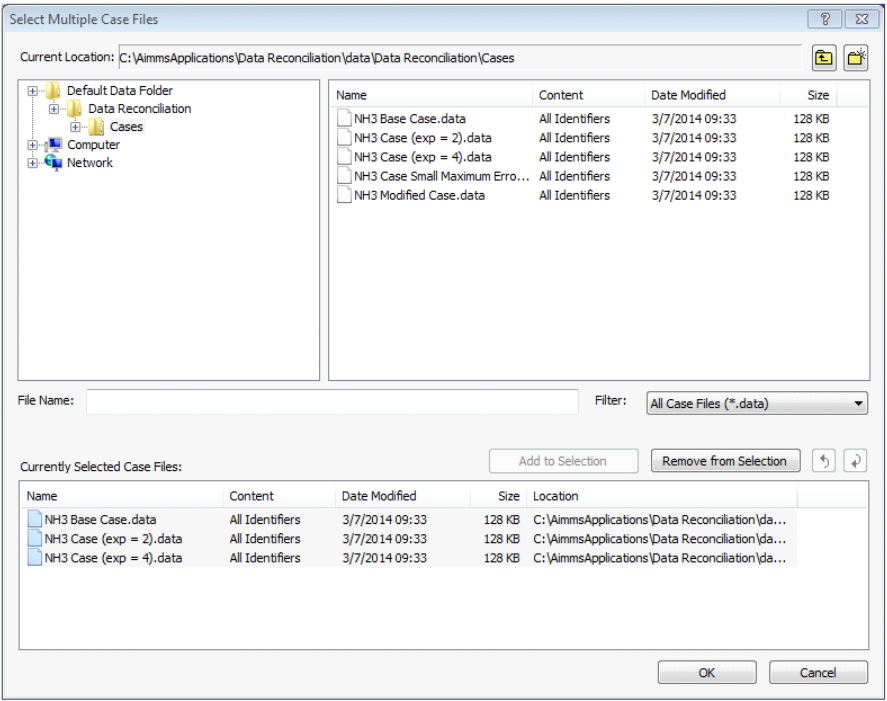 Select Multiple Case Files
Current Location: C:\AimmsApplications\Data Reconciliation\data\Data Reconciliation\Cases
Default Data Folder
Data Reconciliation
Cases
Computer
Network
Name Content Date Modified Size
NH3 Base Case.data All Identifiers 3/7/2014 09:33 128 KB
NH3 Case (exp = 2).data All Identifiers 3/7/2014 09:33 128 KB
NH3 Case (exp = 4).data All Identifiers 3/7/2014 09:33 128 KB
NH3 Case Small Maximum Erro... All Identifiers 3/7/2014 09:33 128 KB
NH3 Modified Case.data All Identifiers 3/7/2014 09:33 128 KB
File Name: Filter: All Case Files (*.data)
Currently Selected Case Files: Add to Selection Remove from Selection
Name Content Date Modified Size Location
NH3 Base Case.data All Identifiers 3/7/2014 09:33 128 KB C:\AimmsApplications\Data Reconciliation\da...
NH3 Case (exp = 2).data All Identifiers 3/7/2014 09:33 128 KB C:\AimmsApplications\Data Reconciliation\da...
NH3 Case (exp = 4).data All Identifiers 3/7/2014 09:33 128 KB C:\AimmsApplications\Data Reconciliation\da...
OK Cancel